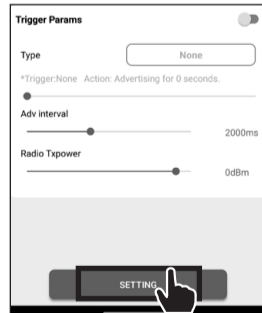 Trigger Params
Type None
*Trigger:None Action: Advertising for 0 seconds.
Adv interval
2000ms
Radio Txpower
0dBm
SETTING